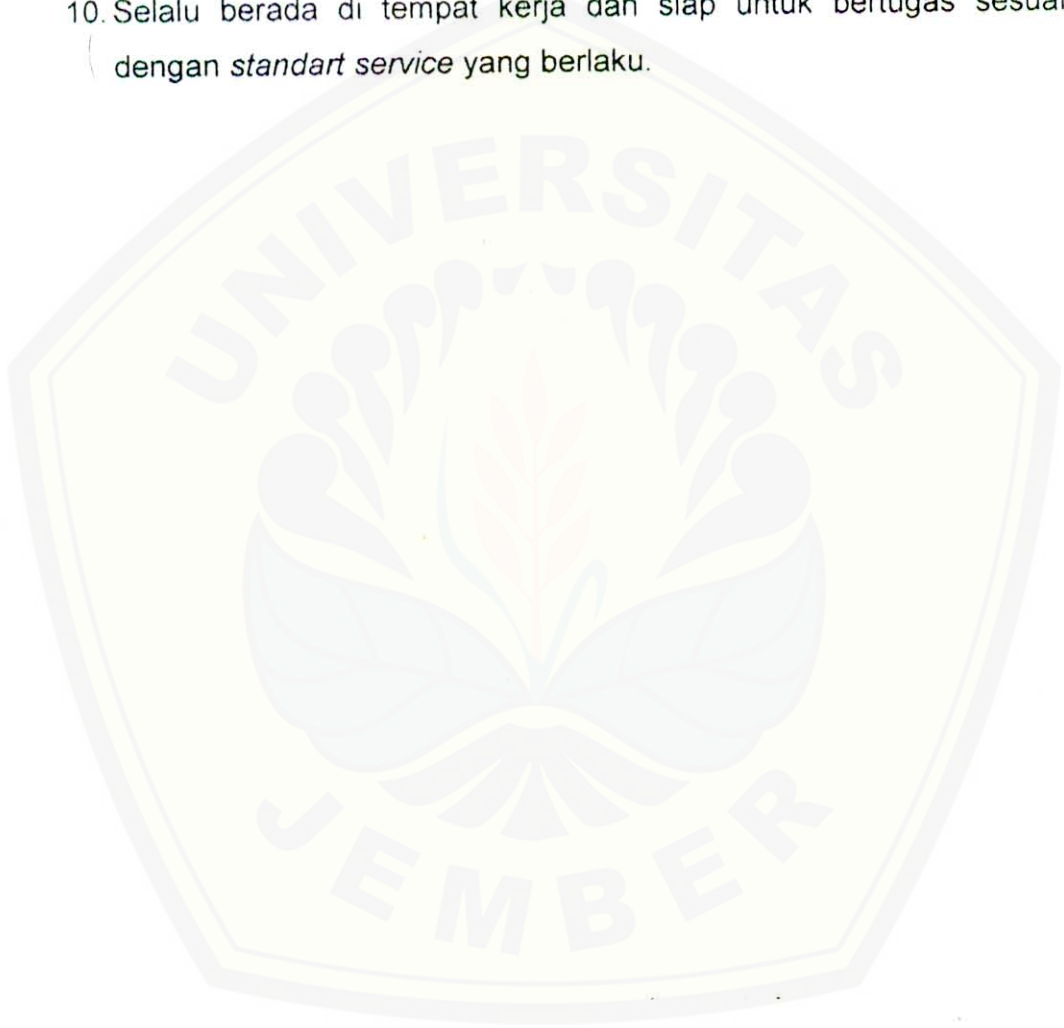 10. Selalu berada di tempat kerja dan siap untuk bertugas sesuai
dengan standart service yang berlaku.
UNIVERSITAS
JEMBER